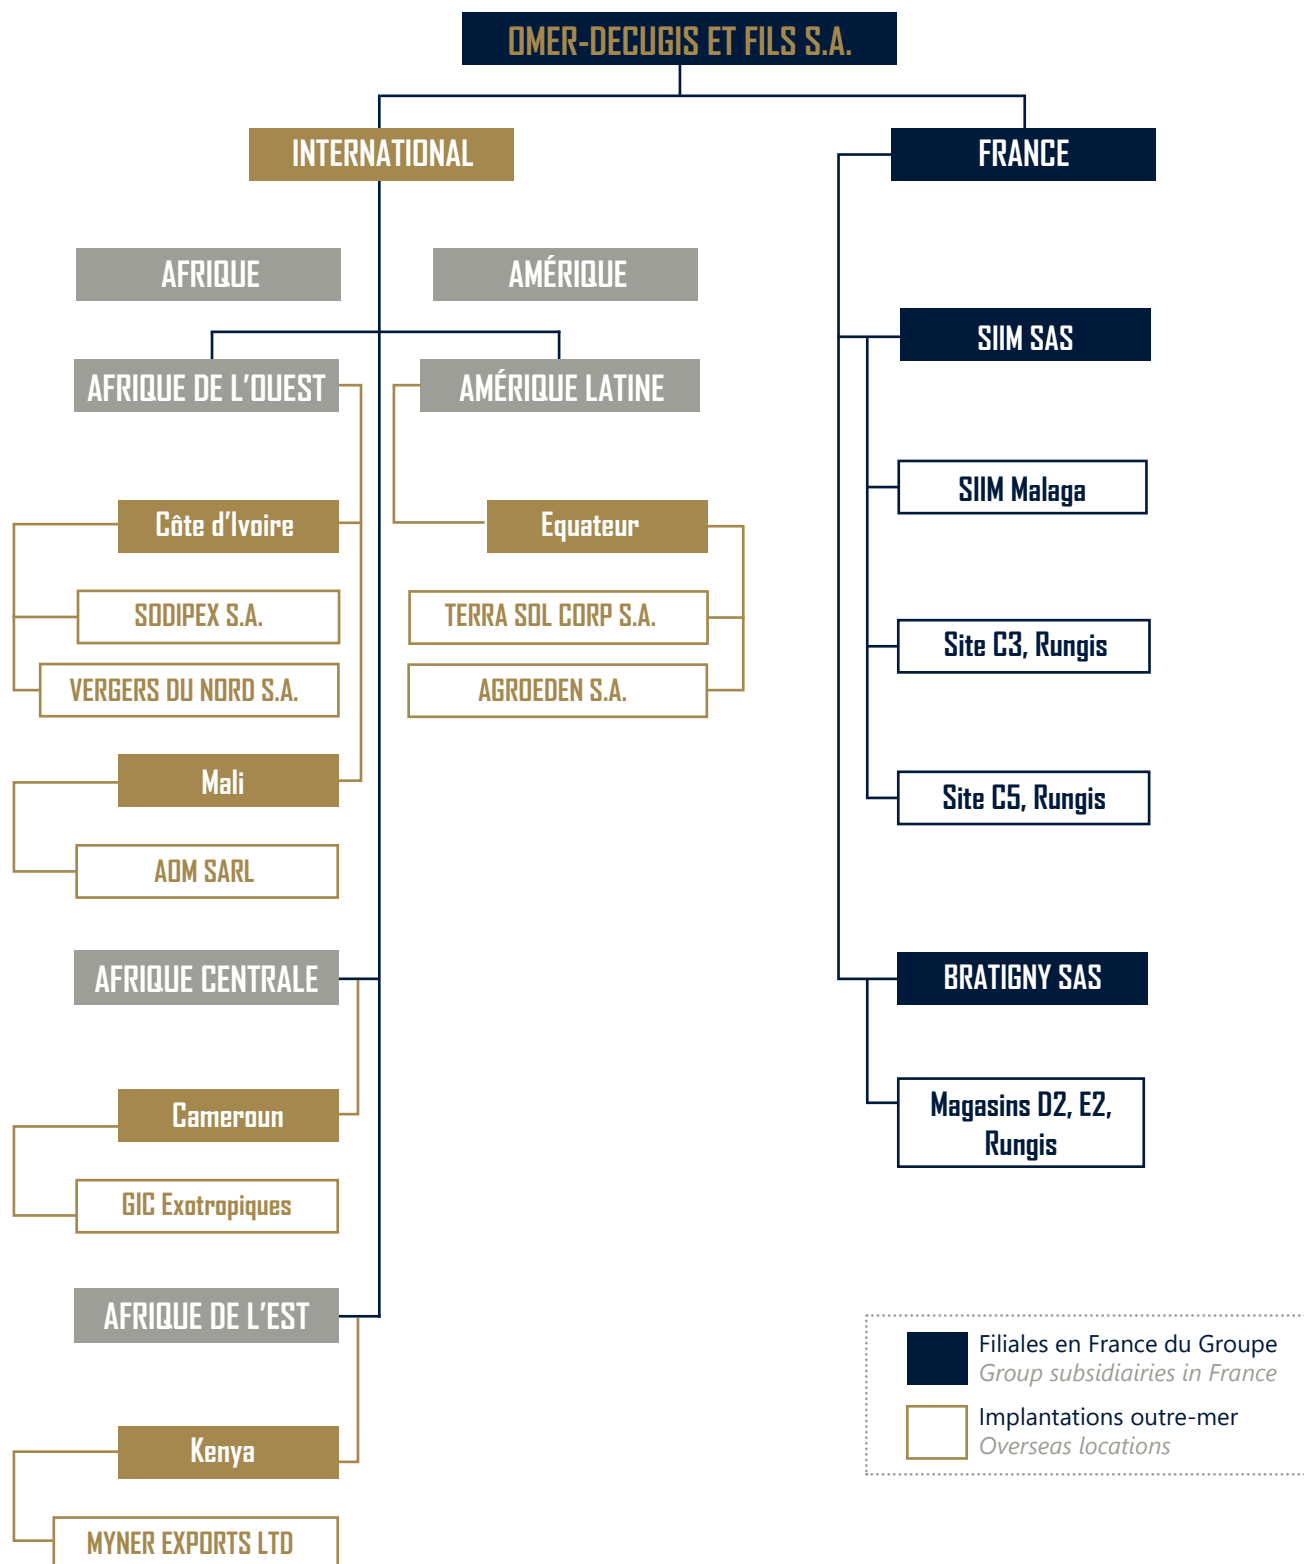 OMER-DECUGIS ET FILS S.A.
INTERNATIONAL
FRANCE
AFRIQUE
AMÉRIQUE
AFRIQUE DE L'OUEST
AMÉRIQUE LATINE
Côte d'Ivoire
SODIPEX S.A.
VERGERS DU NORD S.A.
Mali
AOM SARL
Equateur
TERRA SOL CORP S.A.
AGROEDEN S.A.
AFRIQUE CENTRALE
Cameroun
GIC Exotropiques
AFRIQUE DE L'EST
Kenya
MYNER EXPORTS LTD
SIIM SAS
SIIM Malaga
Site C3, Rungis
Site C5, Rungis
BRATIGNY SAS
Magasins D2, E2,
Rungis
Filiales en France du Groupe
Group subsidiairies in France
Implantations outre-mer
Overseas locations